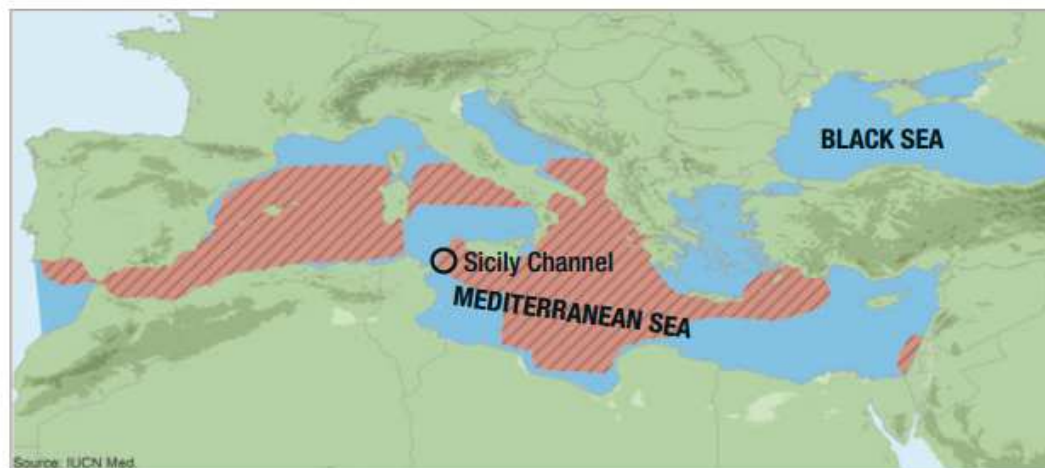 BLACK SEA
Sicily Channel
MEDITERRANEAN SEA
Source: IUCN Med